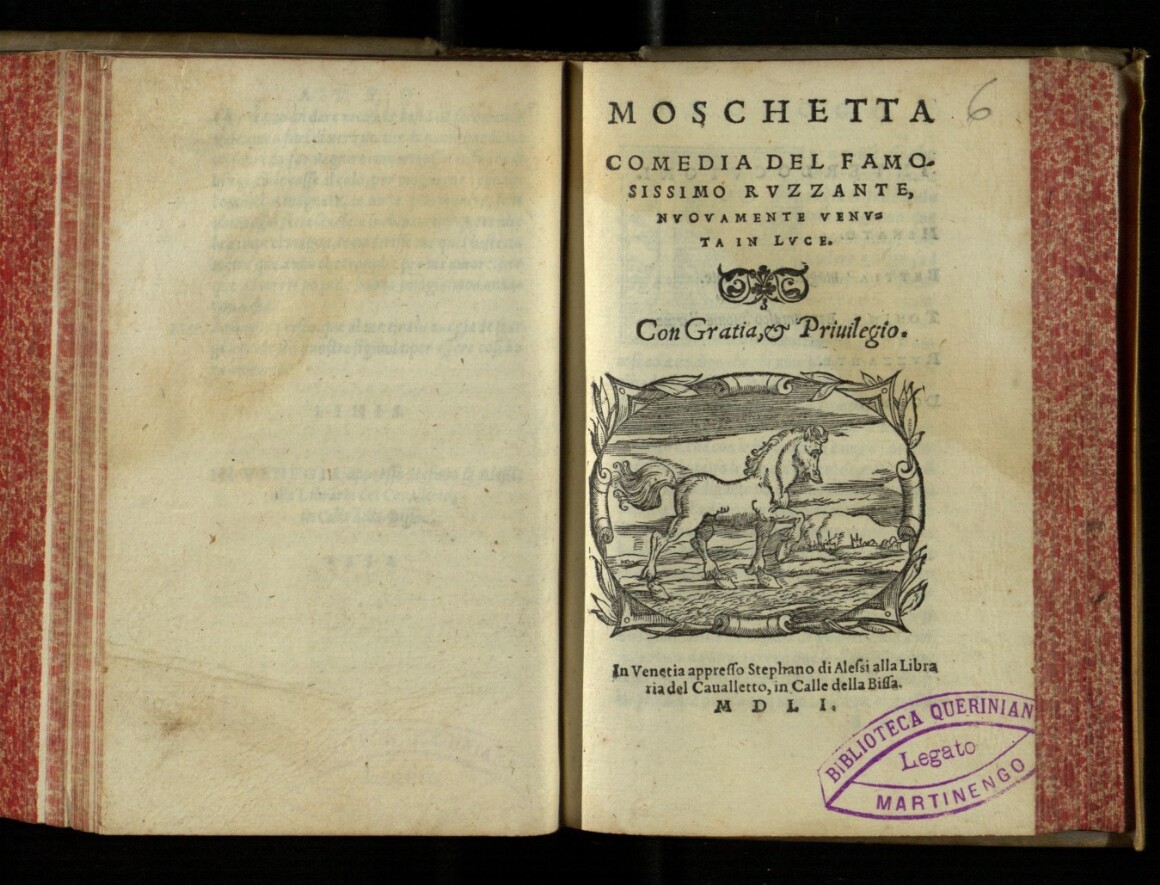 MOSCHETTA
6
COMEDIA DEL FAMO-
SISSIMO RVZZANTE,
NVOVAMENTE VENV=
TA IN LVCE.
Con Gratia, & Priuilegio.
In Venetia appresso Stephano di Alessi alla Libra
ria del Caualletto, in Calle della Bissa.
MDLI.
BIBLIOTECA QUERINIAN
Legato
MARTINENGO